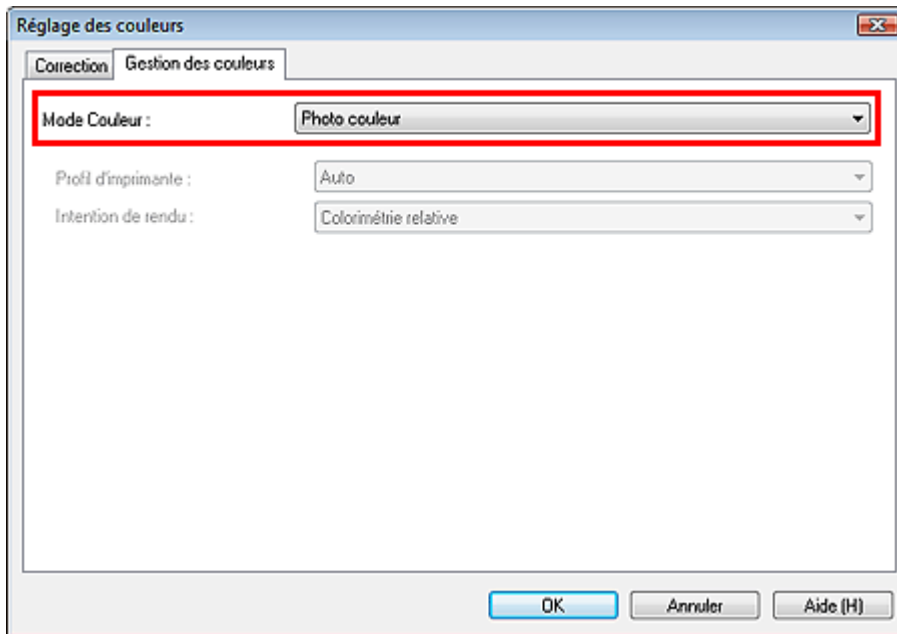 Réglage des couleurs
Correction Gestion des couleurs
Mode Couleur : Photo couleur
Profil d'imprimante : Auto
Intention de rendu : Colorimétrie relative
OK Annuler Aide (H)